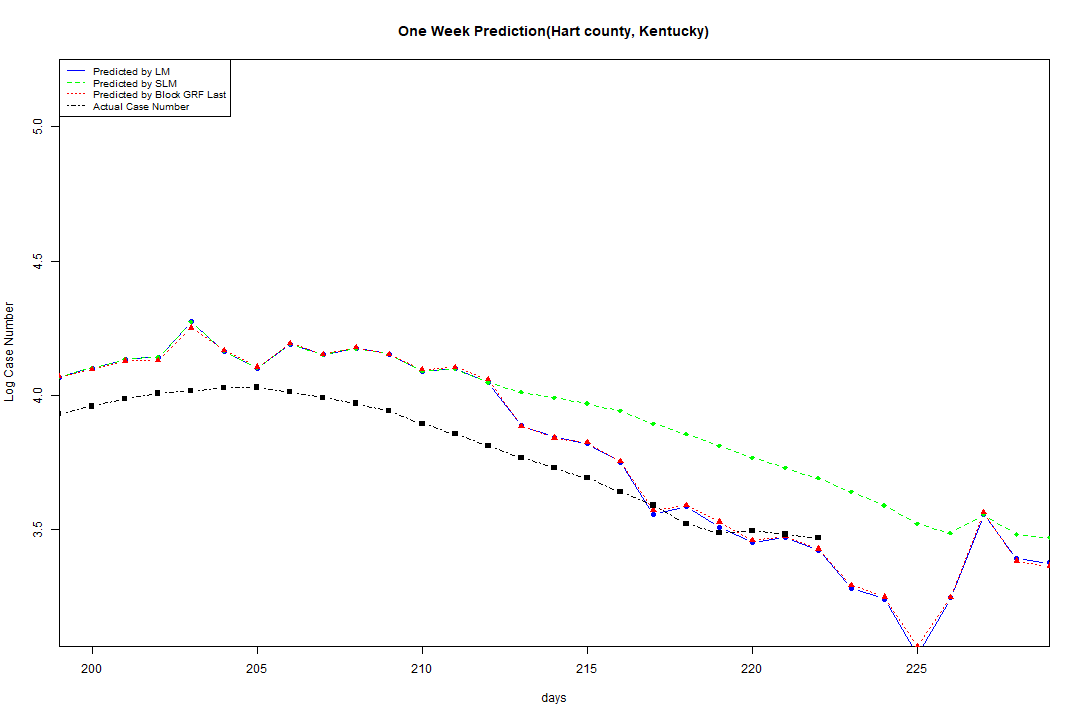 One Week Prediction(Hart county, Kentucky)
Predicted by LM
Predicted by SLM
Predicted by Block GRF Last
Actual Case Number
5.0
4.5
4.0
3.5
Log Case Number
200 205 210 215 220 225
days